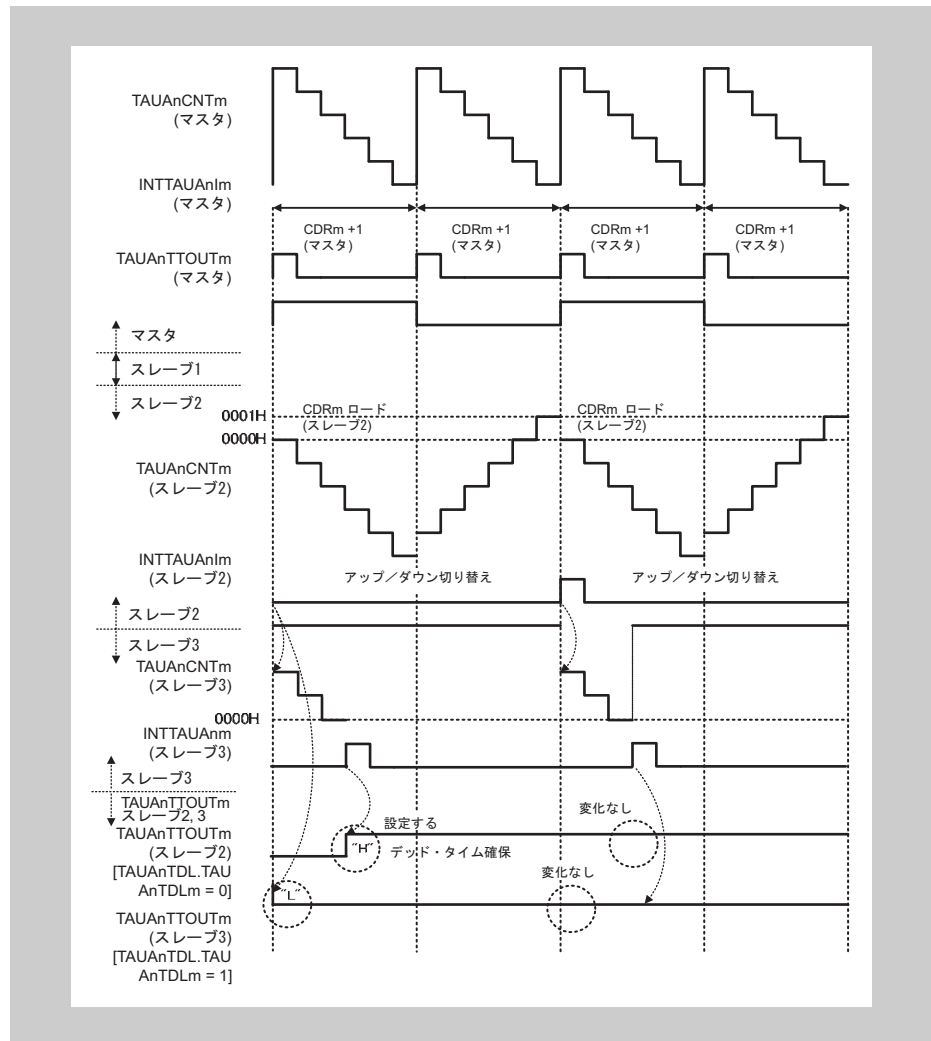 TAUAnCNTm
(マスタ)
INTTAUAnIm
(マスタ)
CDRm +1
(マスタ)
CDRm +1
(マスタ)
CDRm +1
(マスタ)
CDRm +1
(マスタ)
TAUAnTTOUTm
(マスタ)
マスタ
スレーブ1
スレーブ2
0001H
0000H
CDRm ロード
(スレーブ2)
CDRm ロード
(スレーブ2)
TAUAnCNTm
(スレーブ2)
INTTAUAnIm
(スレーブ2)
アップ/ダウン切り替え
アップ/ダウン切り替え
スレーブ2
スレーブ3
TAUAnCNTm
(スレーブ3)
0000H
INTTAUAnm
(スレーブ3)
スレーブ3
TAUAnTTOUTm
スレーブ2, 3
TAUAnTTOUTm
(スレーブ2)
[TAUAnTDL.TAU
AnTDLm = 0]
設定する
"H"
デッド・タイム確保
変化なし
変化なし
"L"
TAUAnTTOUTm
(スレーブ3)
[TAUAnTDL.TAU
AnTDLm = 1]